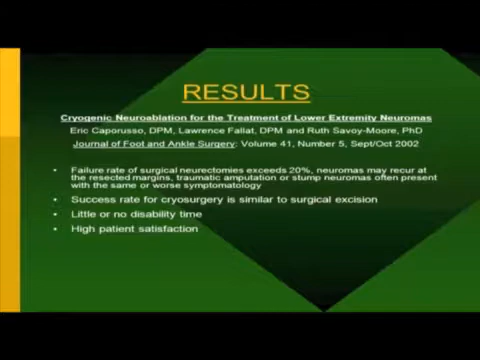 RESULTS
Cryogenic Neuroablation for the Treatment of Lower Extremity Neuromas
Eric Caporusso, DPM, Lawrence Fallat, DPM and Ruth Savoy-Moore, PhD
Journal of Foot and Ankle Surgery: Volume 41, Number 5, Sept/Oct 2002
• Failure rate of surgical neurectomies exceeds 20%, neuromas may recur at
the resected margins, traumatic amputation or stump neuromas often present
with the same or worse symptomatology
• Success rate for cryosurgery is similar to surgical excision
• Little or no disability time
• High patient satisfaction